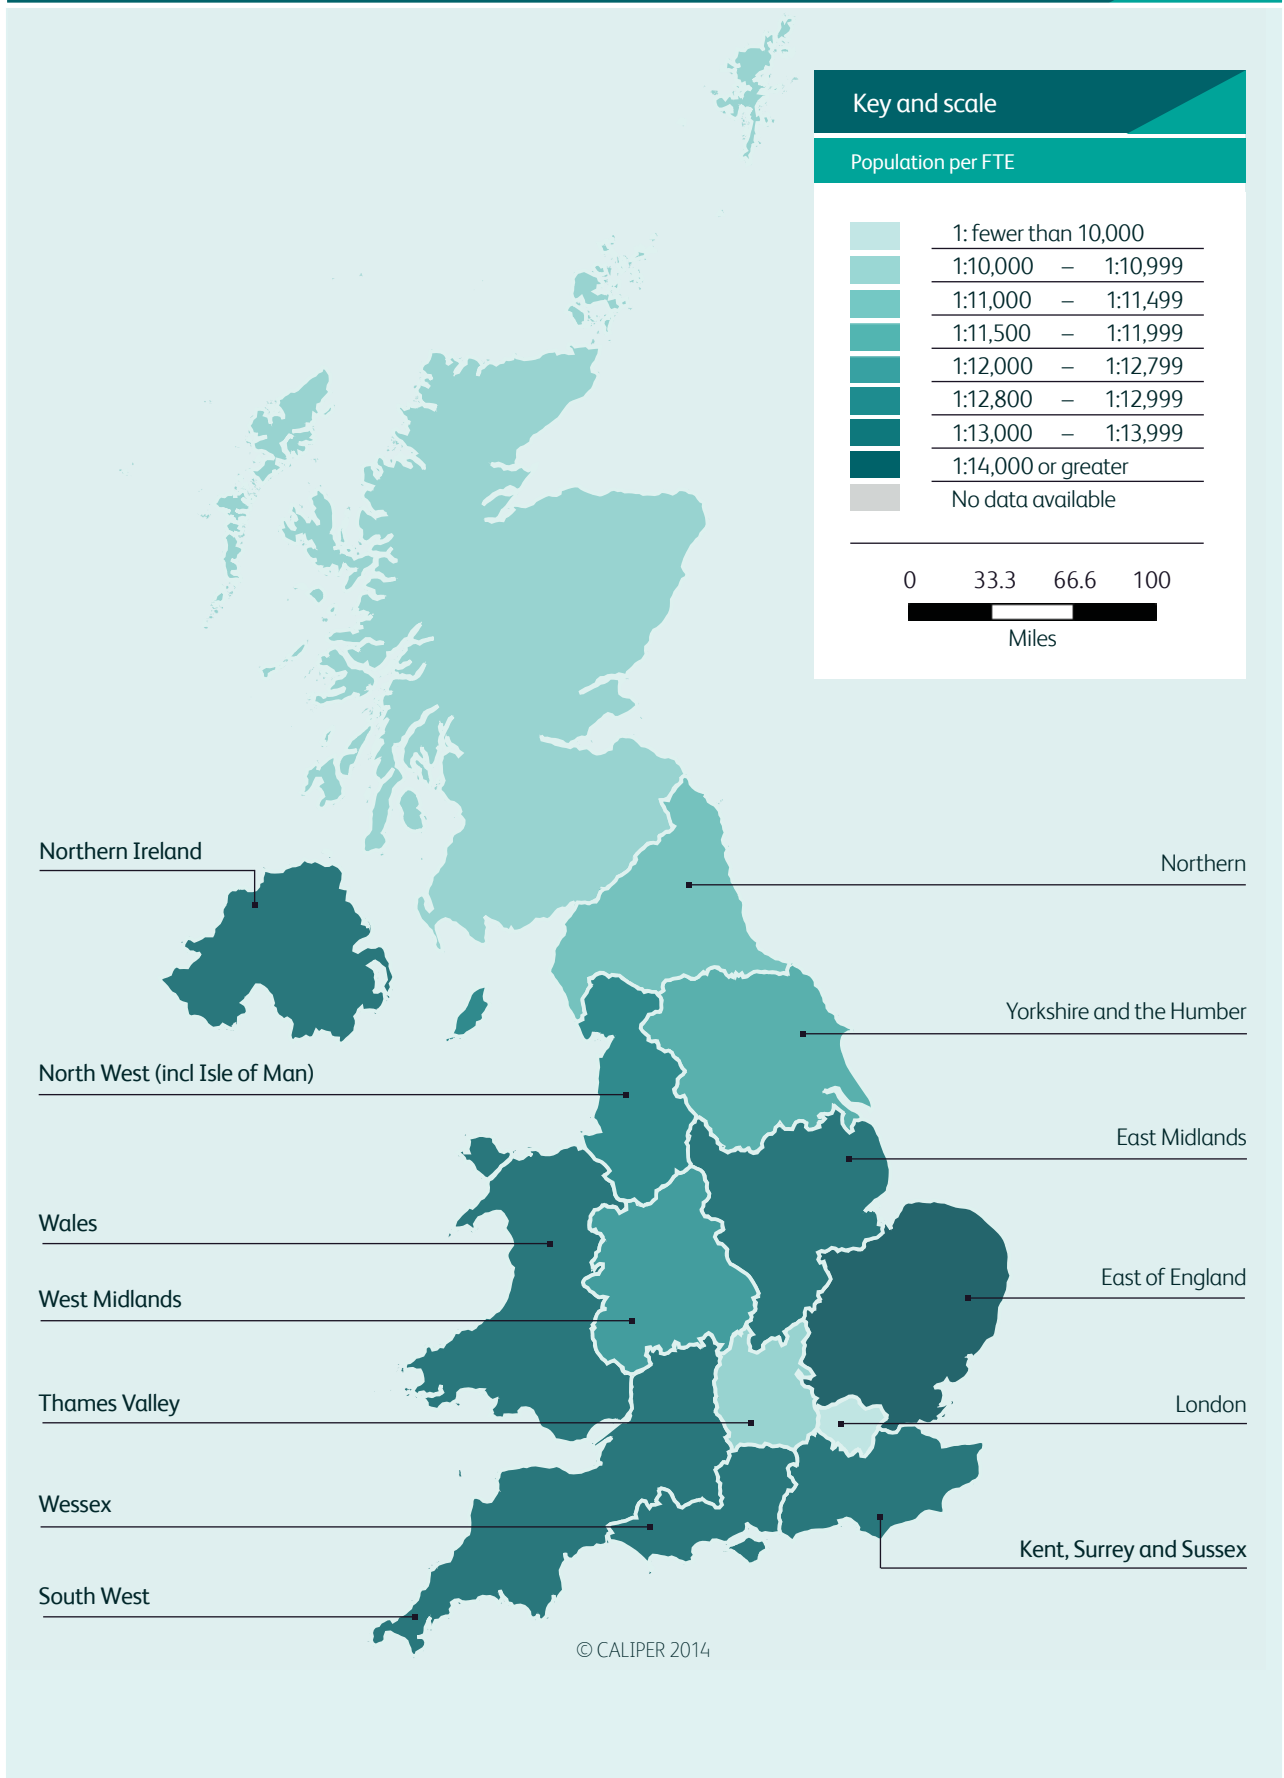 Key and scale
Population per FTE
1: fewer than 10,000
1:10,000 – 1:10,999
1:11,000 – 1:11,499
1:11,500 – 1:11,999
1:12,000 – 1:12,799
1:12,800 – 1:12,999
1:13,000 – 1:13,999
1:14,000 or greater
No data available
0 33.3 66.6 100
Miles
Northern Ireland
Northern
Yorkshire and the Humber
North West (incl Isle of Man)
East Midlands
Wales
East of England
West Midlands
Thames Valley
London
Wessex
Kent, Surrey and Sussex
South West
© CALIPER 2014